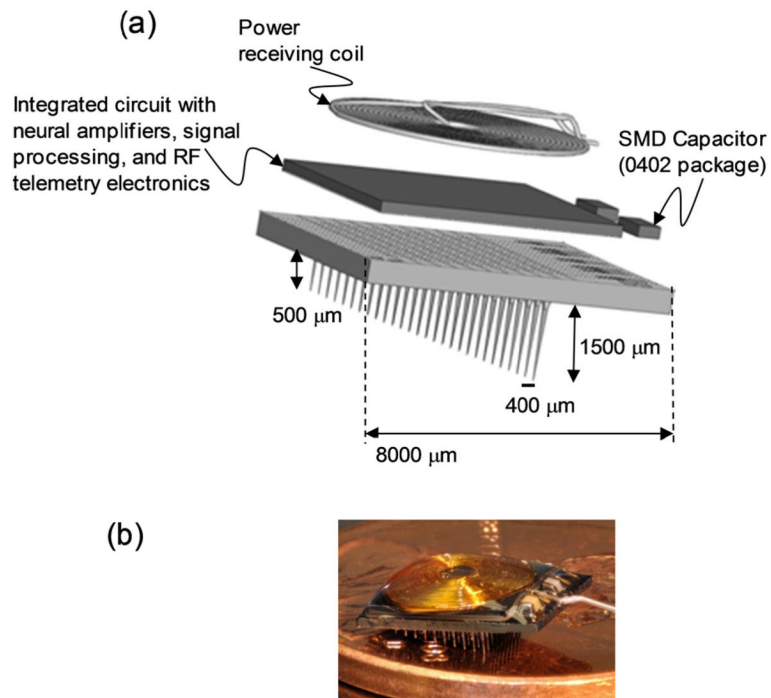 (a)
Power
receiving coil
Integrated circuit with
neural amplifiers, signal
processing, and RF
telemetry electronics
SMD Capacitor
(0402 package)
500 μm
1500 μm
400 μm
8000 μm
(b)